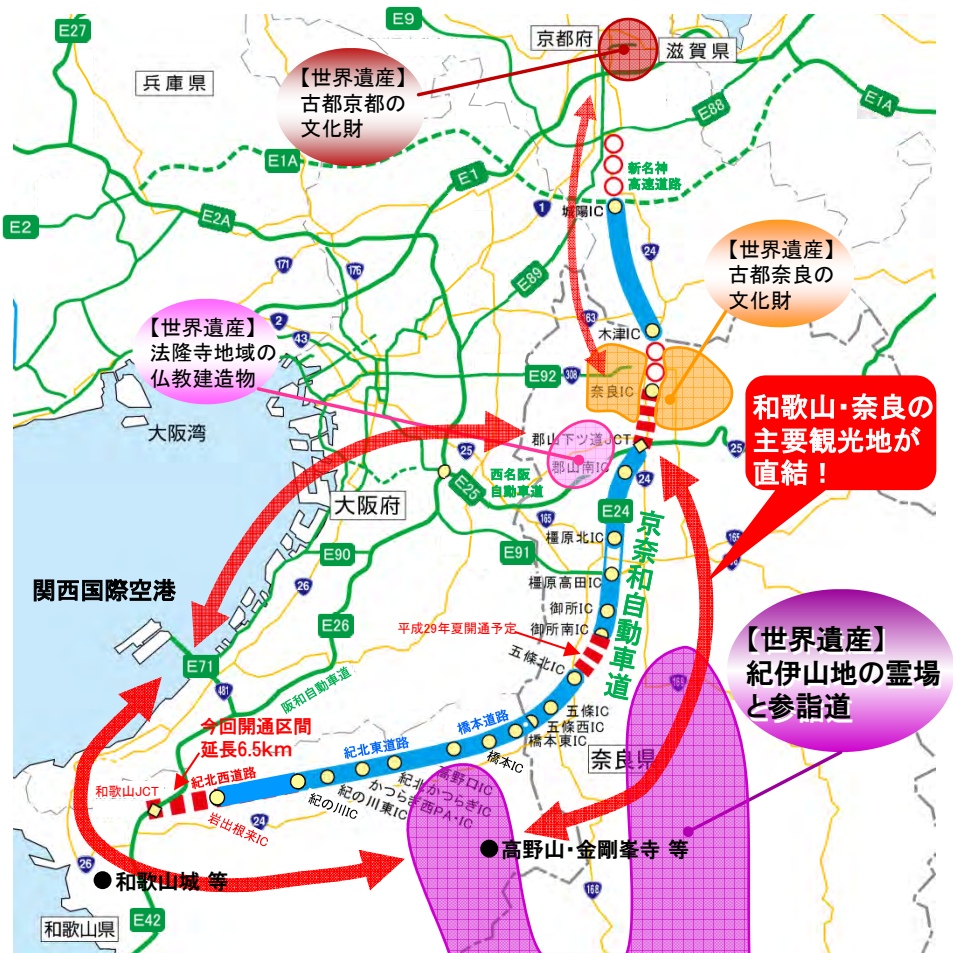 E27
E9
京都府
滋賀県
兵庫県
【世界遺産】
古都京都の
文化財
E88
E1A
E1A
E1
新名神
高速道路
E2
E2A
1
城陽IC
24
171
176
E89
【世界遺産】
古都奈良の
文化財
2
43
163
木津IC
【世界遺産】
法隆寺地域の
仏教建造物
E92
308
奈良IC
大阪湾
和歌山・奈良の
主要観光地が
直結！
郡山下ツ道JCT
郡山南IC
25
25
24
西名阪
自動車道
E25
大阪府
165
E24
京奈和自動車道
橿原北IC
165
E90
E91
橿原高田IC
26
関西国際空港
御所IC
御所南IC
平成29年夏開通予定
E26
五條北IC
【世界遺産】
紀伊山地の霊場
と参詣道
E71
481
阪和自動車道
168
今回開通区間
延長6.5km
五條IC
五條西IC
橋本東IC
橋本道路
橋本IC
紀北東道路
高野口IC
紀北かつらぎIC
かつらぎ西PA・IC
紀の川東IC
紀の川IC
紀北西道路
和歌山JCT
岩出根来IC
24
奈良県
高野山・金剛峯寺 等
26
和歌山城 等
168
E42
和歌山県